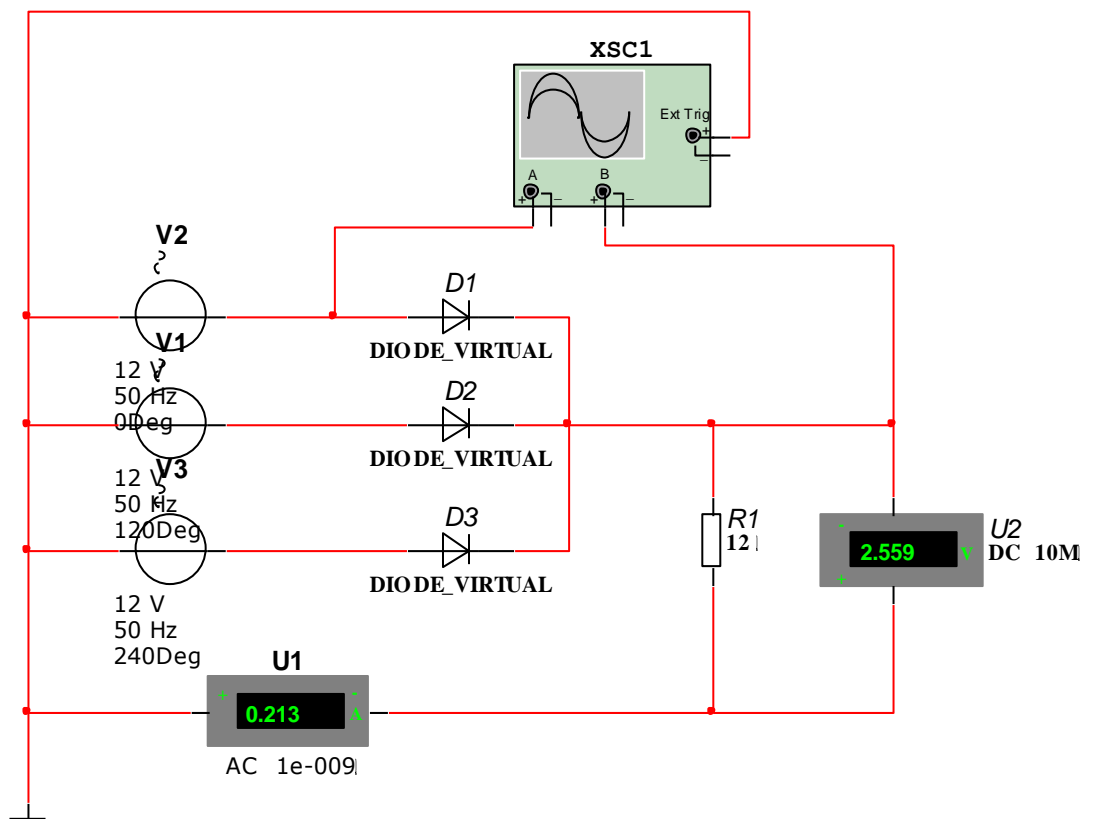 XSC1
Ext Trig
+
_
A
B
+
_
+
_
V2
D1
DIODE_VIRTUAL
V1
12 V
50 Hz
0Deg
D2
DIODE_VIRTUAL
V3
12 V
50 Hz
120Deg
D3
DIODE_VIRTUAL
R1
12
-
2.559
V
+
U2
DC 10M
12 V
50 Hz
240Deg
U1
+
-
0.213
A
AC 1e-009